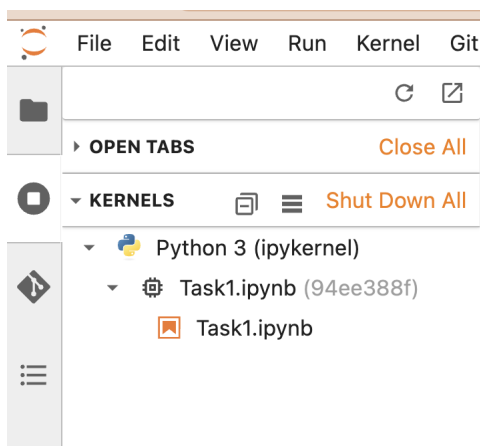 File Edit View Run Kernel Git
OPEN TABS Close All
KERNELS Shut Down All
Python 3 (ipykernel)
Task1.ipynb (94ee388f)
Task1.ipynb